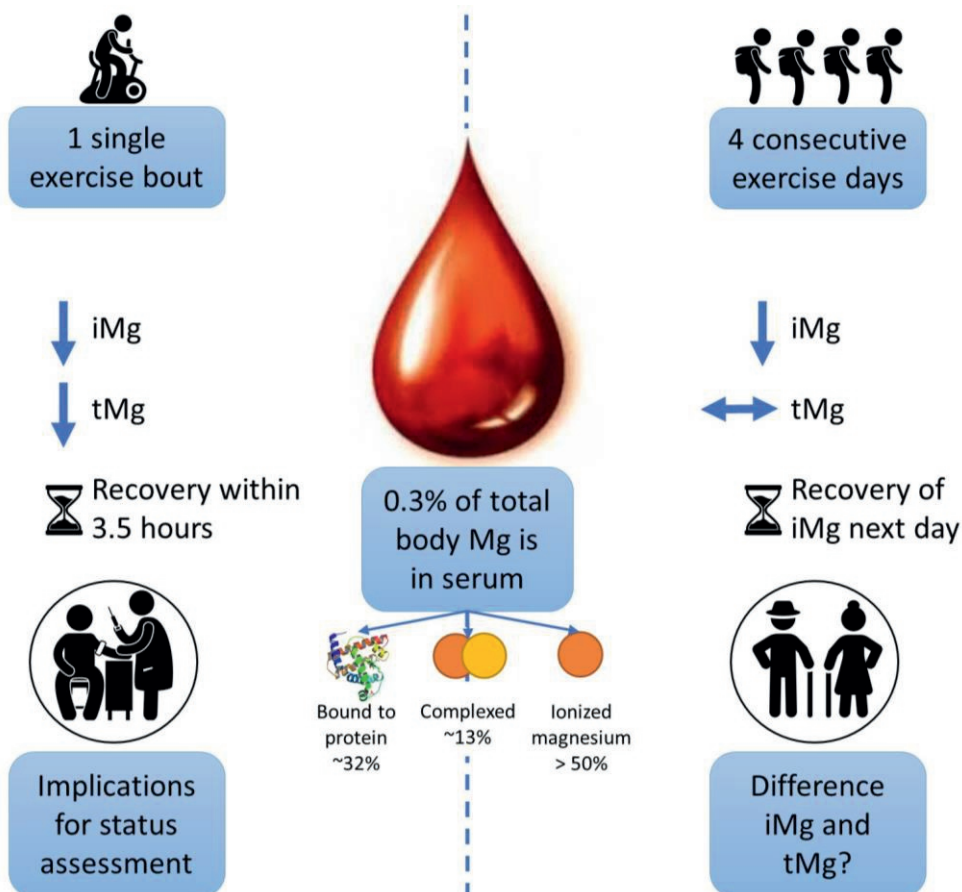 1 single
exercise bout
iMg
tMg
Recovery within
3.5 hours
Implications
for status
assessment
0.3% of total
body Mg is
in serum
Bound to
protein
~32%
Complexed
~13%
Ionized
magnesium
> 50%
4 consecutive
exercise days
iMg
tMg
Recovery of
iMg next day
Difference
iMg and
tMg?